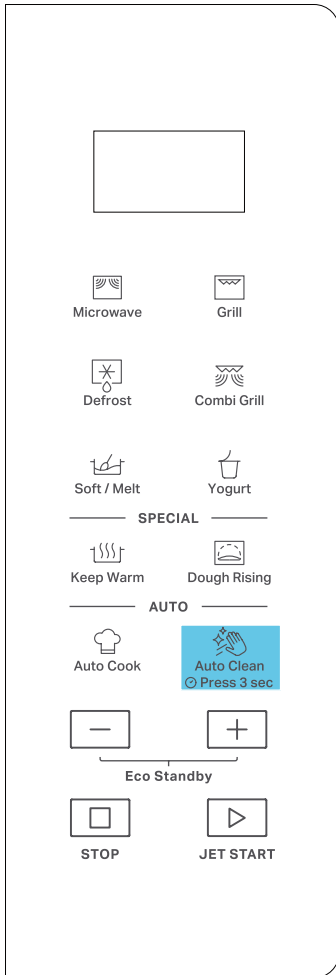 Microwave
Grill
Defrost
Combi Grill
Soft / Melt
Yogurt
SPECIAL
Keep Warm
Dough Rising
AUTO
Auto Cook
Auto Clean
Press 3 sec
Eco Standby
STOP
JET START